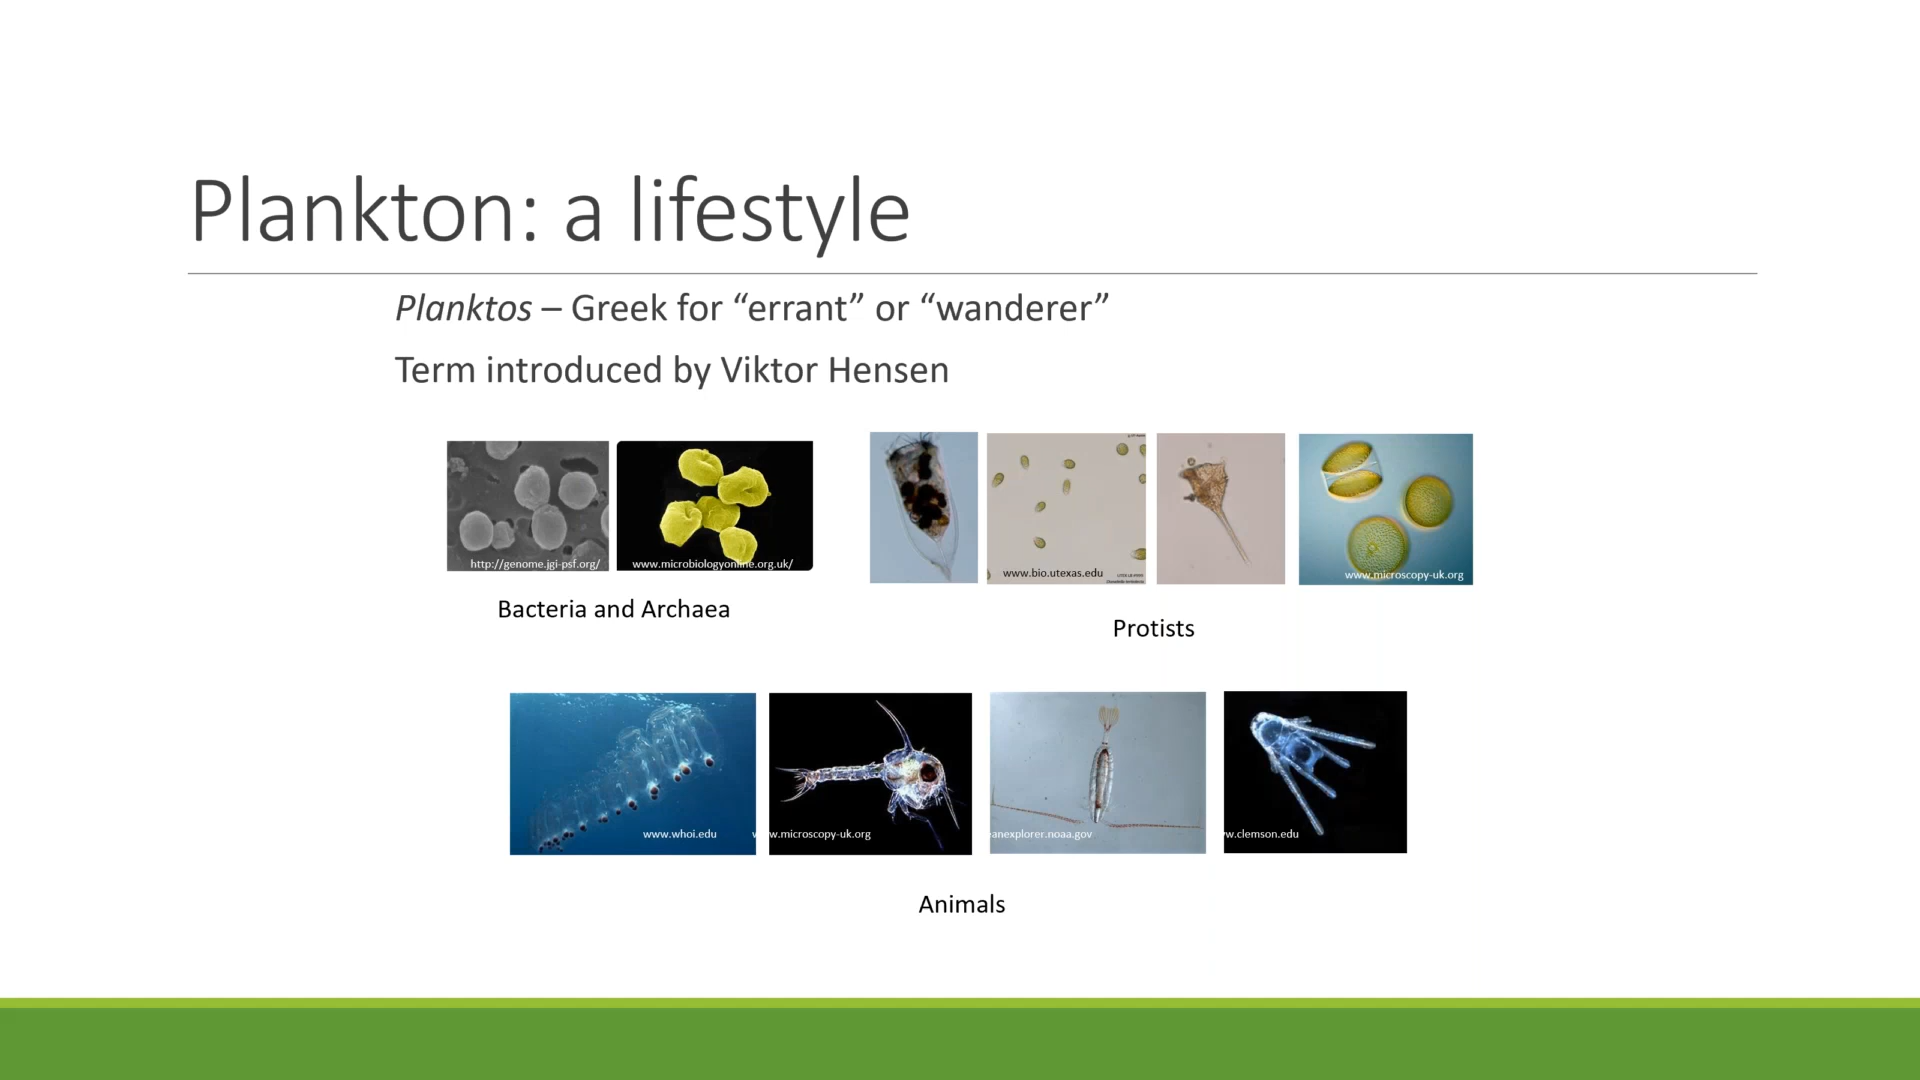 Plankton: a lifestyle
Planktos – Greek for “errant” or “wanderer”
Term introduced by Viktor Hensen
http://genome.jgi-psf.org/
www.microbiologyonline.org.uk/
www.bio.utexas.edu
www.microscopy-uk.org
Bacteria and Archaea
Protists
www.whoi.edu
www.microscopy-uk.org
anexplorer.noaa.gov
w.clemson.edu
Animals